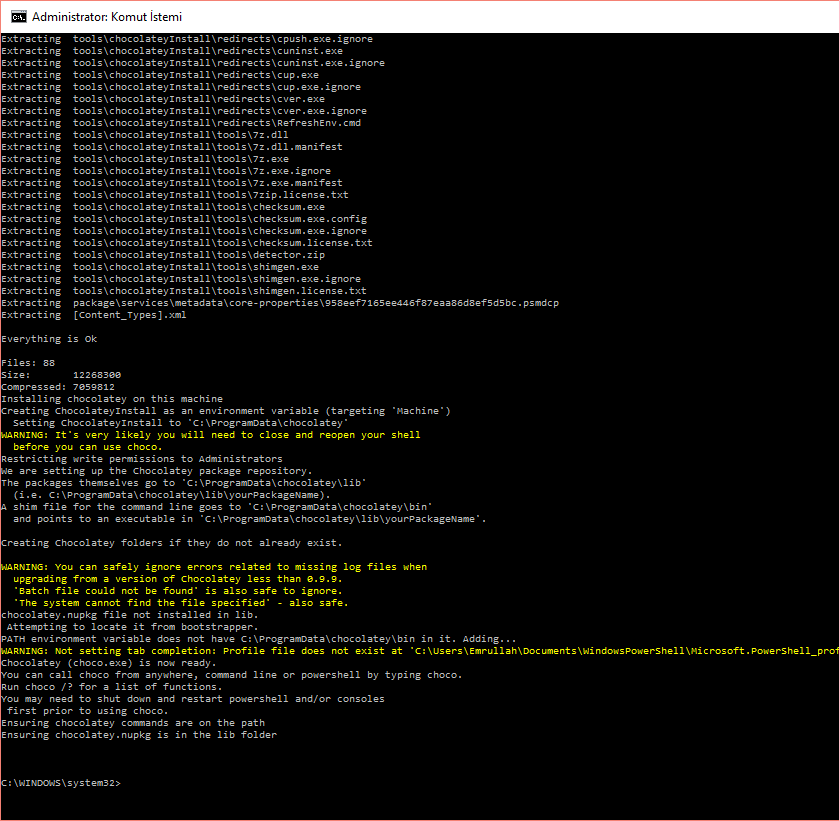 Administrator: Komut İstemi
Extracting  tools\chocolateyInstall\redirects\cpush.exe.ignore
Extracting  tools\chocolateyInstall\redirects\cuninst.exe
Extracting  tools\chocolateyInstall\redirects\cuninst.exe.ignore
Extracting  tools\chocolateyInstall\redirects\cup.exe
Extracting  tools\chocolateyInstall\redirects\cup.exe.ignore
Extracting  tools\chocolateyInstall\redirects\cver.exe
Extracting  tools\chocolateyInstall\redirects\cver.exe.ignore
Extracting  tools\chocolateyInstall\redirects\RefreshEnv.cmd
Extracting  tools\chocolateyInstall\tools\7z.dll
Extracting  tools\chocolateyInstall\tools\7z.dll.manifest
Extracting  tools\chocolateyInstall\tools\7z.exe
Extracting  tools\chocolateyInstall\tools\7z.exe.ignore
Extracting  tools\chocolateyInstall\tools\7z.exe.manifest
Extracting  tools\chocolateyInstall\tools\7zip.license.txt
Extracting  tools\chocolateyInstall\tools\checksum.exe
Extracting  tools\chocolateyInstall\tools\checksum.exe.config
Extracting  tools\chocolateyInstall\tools\checksum.exe.ignore
Extracting  tools\chocolateyInstall\tools\checksum.license.txt
Extracting  tools\chocolateyInstall\tools\detector.zip
Extracting  tools\chocolateyInstall\tools\shimgen.exe
Extracting  tools\chocolateyInstall\tools\shimgen.exe.ignore
Extracting  tools\chocolateyInstall\tools\shimgen.license.txt
Extracting  package\services\metadata\core-properties\958eef7165ee446f87eaa86d8ef5d5bc.psmdcp
Extracting  [Content_Types].xml
Everything is Ok
Files: 88
Size:       12268300
Compressed: 7059812
Installing chocolatey on this machine
Creating ChocolateyInstall as an environment variable (targeting 'Machine')
  Setting ChocolateyInstall to 'C:\ProgramData\chocolatey'
WARNING: It's very likely you will need to close and reopen your shell
  before you can use choco.
Restricting write permissions to Administrators
We are setting up the Chocolatey package repository.
The packages themselves go to 'C:\ProgramData\chocolatey\lib'
  (i.e. C:\ProgramData\chocolatey\lib\yourPackageName).
A shim file for the command line goes to 'C:\ProgramData\chocolatey\bin'
  and points to an executable in 'C:\ProgramData\chocolatey\lib\yourPackageName'.
Creating Chocolatey folders if they do not already exist.
WARNING: You can safely ignore errors related to missing log files when
  upgrading from a version of Chocolatey less than 0.9.9.
  'Batch file could not be found' is also safe to ignore.
  'The system cannot find the file specified' - also safe.
chocolatey.nupkg file not installed in lib.
 Attempting to locate it from bootstrapper.
PATH environment variable does not have C:\ProgramData\chocolatey\bin in it. Adding...
WARNING: Not setting tab completion: Profile file does not exist at 'C:\Users\Emrullah\Documents\WindowsPowerShell\Microsoft.PowerShell_prof
Chocolatey (choco.exe) is now ready.
You can call choco from anywhere, command line or powershell by typing choco.
Run choco /? for a list of functions.
You may need to shut down and restart powershell and/or consoles
 first prior to using choco.
Ensuring chocolatey commands are on the path
Ensuring chocolatey.nupkg is in the lib folder
C:\WINDOWS\system32>